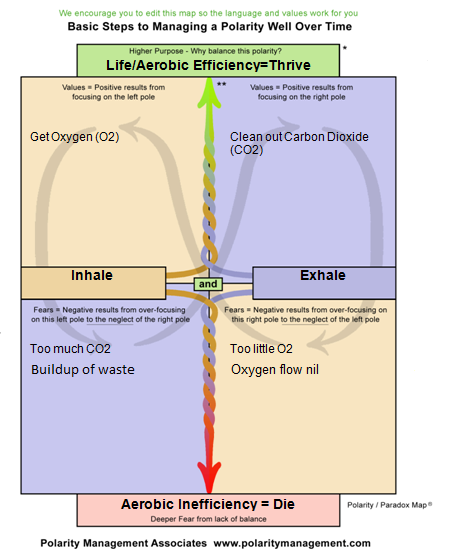 We encourage you to edit this map so the language and values work for you
Basic Steps to Managing a Polarity Well Over Time
Higher Purpose - Why balance this polarity?
Life/Aerobic Efficiency=Thrive
*
Values = Positive results from
focusing on the left pole
**
Values = Positive results from
focusing on the right pole
Get Oxygen (O2)
Clean out Carbon Dioxide
(CO2)
Inhale
and
Exhale
Fears = Negative results from over-focusing
on this left pole to the neglect of the right pole
Fears = Negative results from over-focusing on
this right pole to the neglect of the left pole
Too much CO2
Buildup of waste
Too little O2
Oxygen flow nil
Aerobic Inefficiency = Die
Deeper Fear from lack of balance
Polarity / Paradox Map®
Polarity Management Associates www.polaritymanagement.com